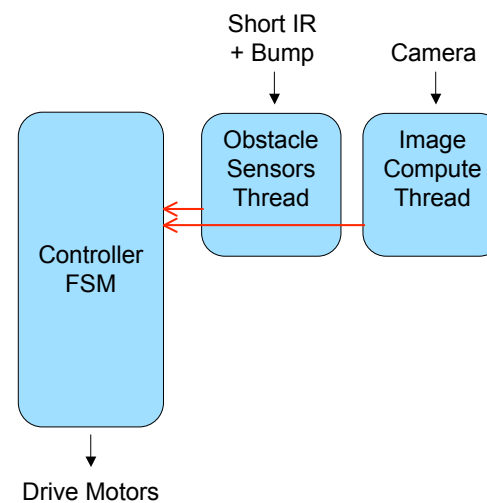 Short IR
+ Bump
Camera
Obstacle
Sensors
Thread
Image
Compute
Thread
Controller
FSM
Drive Motors